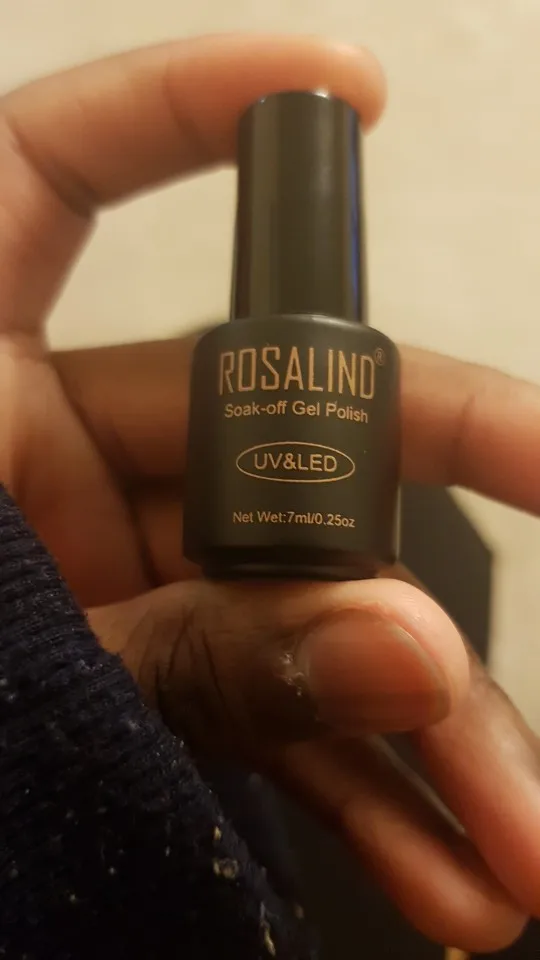 ROSALIND®
Soak-off Gel Polish
UV&LED
Net Wet:7ml/0.25oz